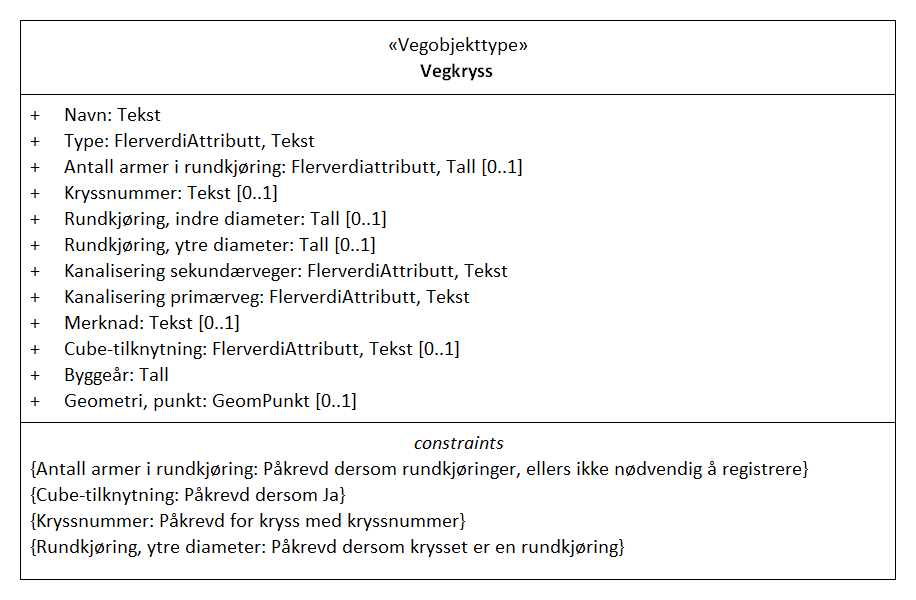 «Vegobjekttype»
Vegkryss
+ Navn: Tekst
+ Type: FlerverdiAttributt, Tekst
+ Antall armer i rundkjøring: Flerverdiattributt, Tall [0..1]
+ Kryssnummer: Tekst [0..1]
+ Rundkjøring, indre diameter: Tall [0..1]
+ Rundkjøring, ytre diameter: Tall [0..1]
+ Kanalisering sekundærveger: FlerverdiAttributt, Tekst
+ Kanalisering primærveg: FlerverdiAttributt, Tekst
+ Merknad: Tekst [0..1]
+ Cube-tilknytning: FlerverdiAttributt, Tekst [0..1]
+ Byggeår: Tall
+ Geometri, punkt: GeomPunkt [0..1]
constraints
{Antall armer i rundkjøring: Påkrevd dersom rundkjøringer, ellers ikke nødvendig å registrere}
{Cube-tilknytning: Påkrevd dersom Ja}
{Kryssnummer: Påkrevd for kryss med kryssnummer}
{Rundkjøring, ytre diameter: Påkrevd dersom krysset er en rundkjøring}